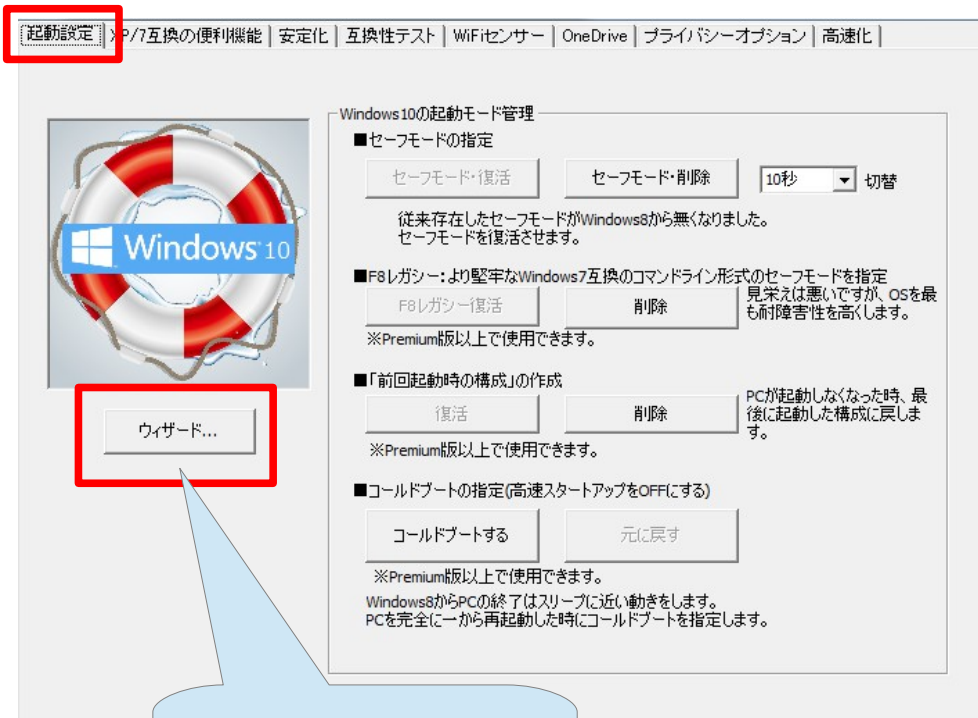 起動設定 XP/7互換の便利機能 安定化 互換性テスト WiFiセンサー OneDrive プライバシーオプション 高速化
Windows10の起動モード管理
■セーフモードの指定
セーフモード・復活 セーフモード・削除 10秒 切替
従来存在したセーフモードがWindows8から無くなりました。
セーフモードを復活させます。
Windows 10
■F8レガシー：より堅牢なWindows7互換のコマンドライン形式のセーフモードを指定
F8レガシー復活 削除
見栄えは悪いですが、OSを最
も耐障害性を高くします。
※Premium版以上で使用できます。
■「前回起動時の構成」の作成
復活 削除
PCが起動しなくなった時、最
後に起動した構成に戻しま
す。
※Premium版以上で使用できます。
ウィザード...
■コールドブートの指定(高速スタートアップをOFFにする)
コールドブートする 元に戻す
※Premium版以上で使用できます。
Windows8からPCの終了はスリープに近い動きをします。
PCを完全に一から再起動した時にコールドブートを指定します。